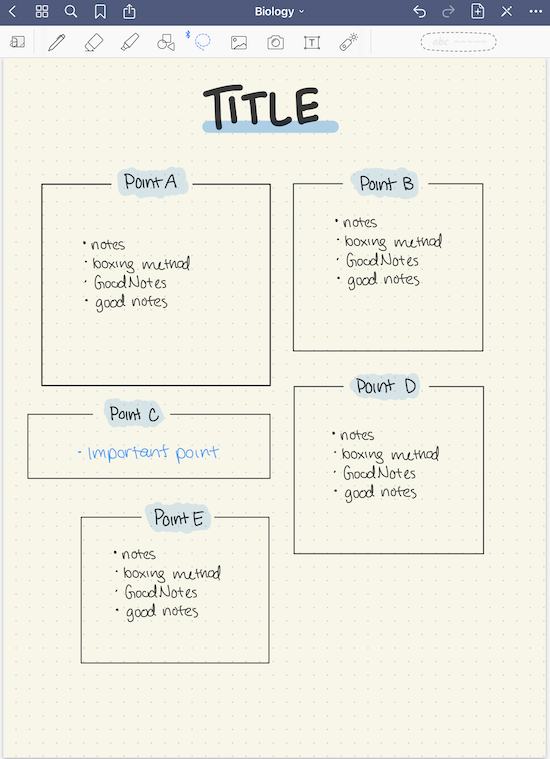 Biology
T
abc
TITLE
Point A
• notes
• boxing method
• GoodNotes
• good notes
Point B
• notes
• boxing method
• GoodNotes
• good notes
Point C
• Important point
Point D
• notes
• boxing method
• GoodNotes
• good notes
Point E
• notes
• boxing method
• GoodNotes
• good notes